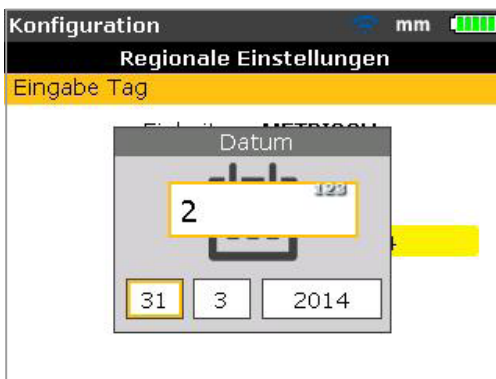 Konfiguration mm
Regionale Einstellungen
Eingabe Tag
Datum
123
2
31 3 2014